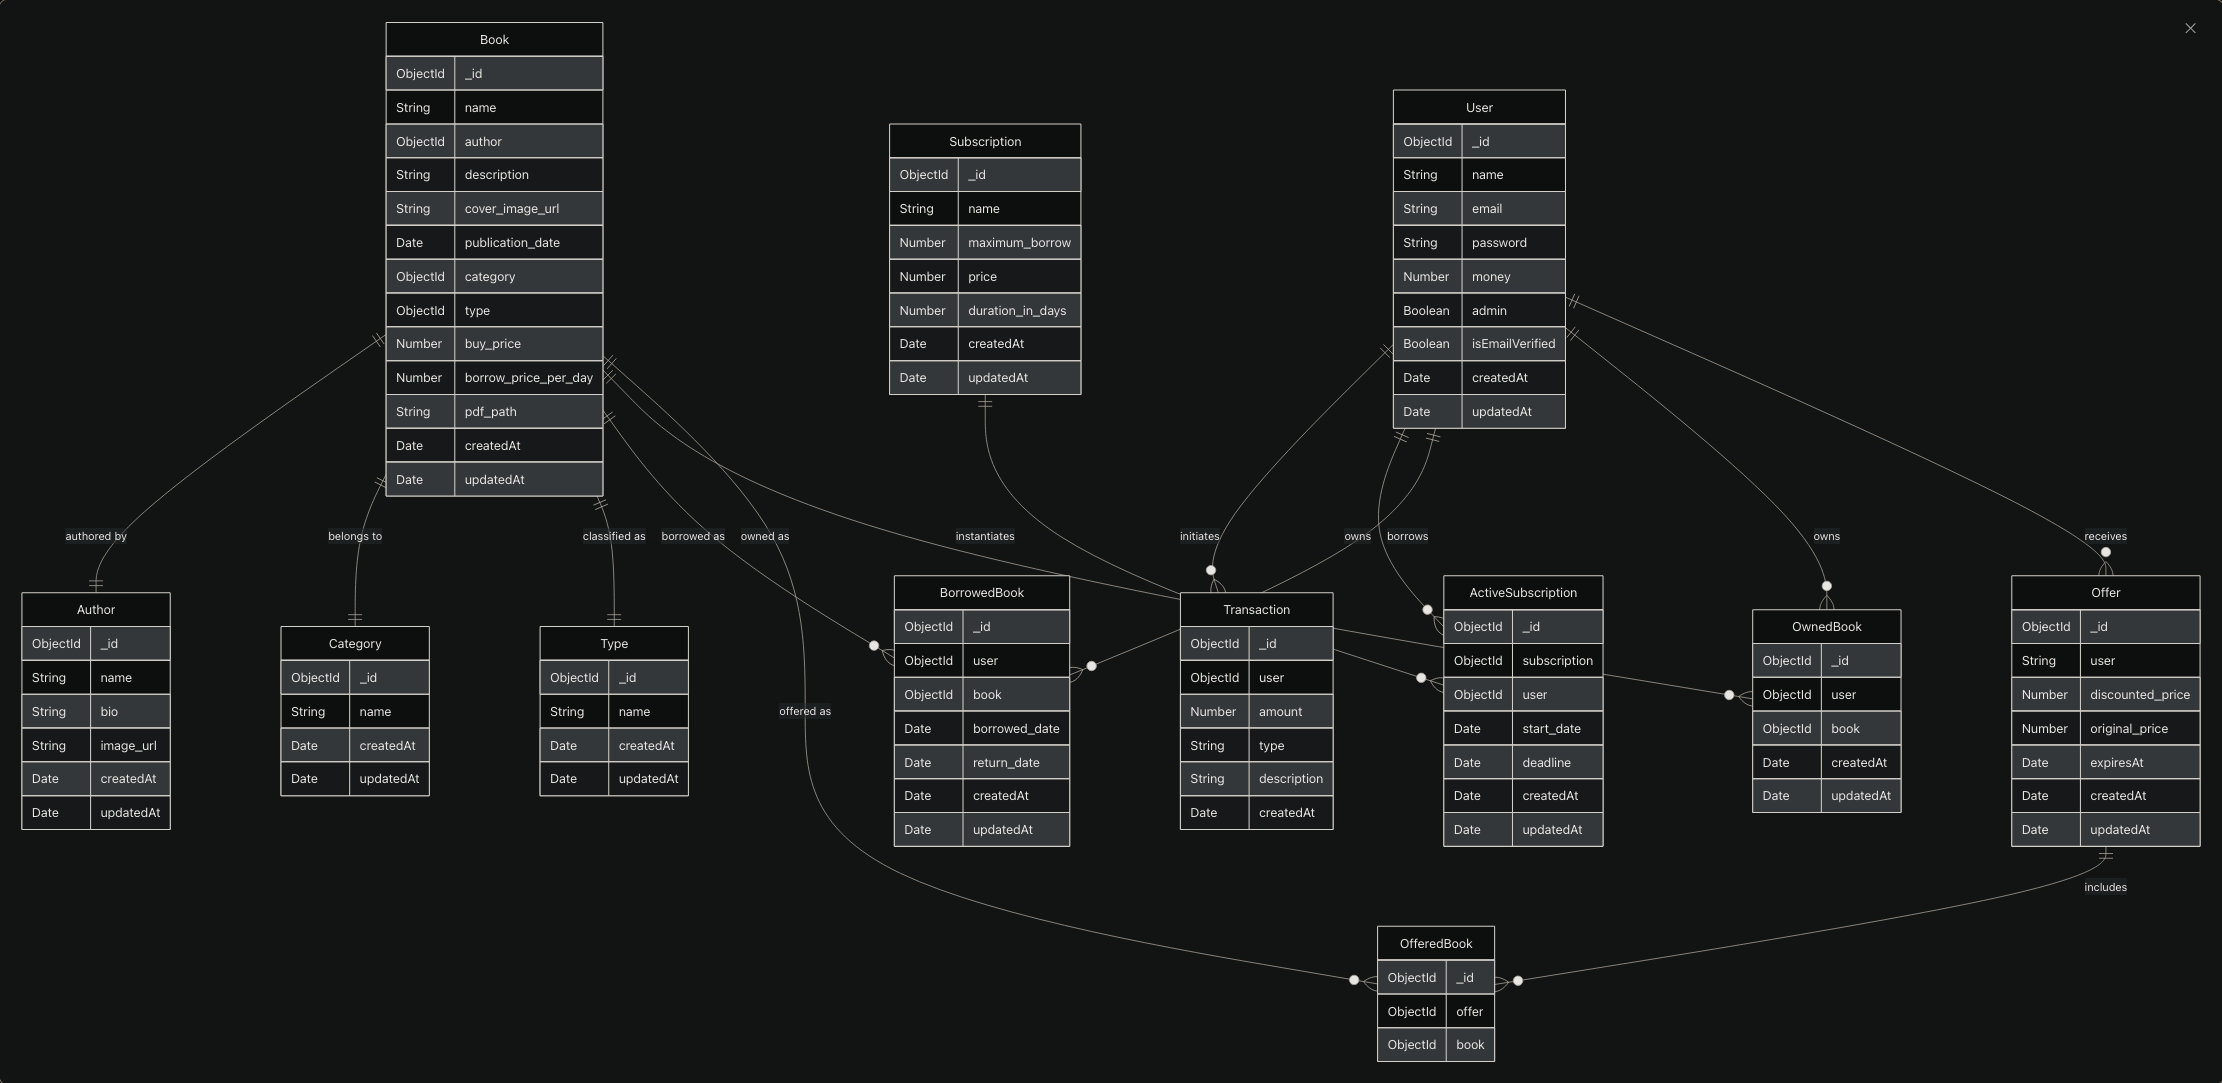 Book
ObjectId _id
String name
ObjectId author
String description
String cover_image_url
Date publication_date
ObjectId category
ObjectId type
Number buy_price
Number borrow_price_per_day
String pdf_path
Date createdAt
Date updatedAt
Subscription
ObjectId _id
String name
Number maximum_borrow
Number price
Number duration_in_days
Date createdAt
Date updatedAt
User
ObjectId _id
String name
String email
String password
Number money
Boolean admin
Boolean isEmailVerified
Date createdAt
Date updatedAt
authored by
belongs to
classified as
borrowed as
owned as
instantiates
initiates
owns
borrows
owns
receives
Author
ObjectId _id
String name
String bio
String image_url
Date createdAt
Date updatedAt
Category
ObjectId _id
String name
Date createdAt
Date updatedAt
Type
ObjectId _id
String name
Date createdAt
Date updatedAt
offered as
BorrowedBook
ObjectId _id
ObjectId user
ObjectId book
Date borrowed_date
Date return_date
Date createdAt
Date updatedAt
Transaction
ObjectId _id
ObjectId user
Number amount
String type
String description
Date createdAt
ActiveSubscription
ObjectId _id
ObjectId subscription
ObjectId user
Date start_date
Date deadline
Date createdAt
Date updatedAt
OwnedBook
ObjectId _id
ObjectId user
ObjectId book
Date createdAt
Date updatedAt
Offer
ObjectId _id
String user
Number discounted_price
Number original_price
Date expiresAt
Date createdAt
Date updatedAt
includes
OfferedBook
ObjectId _id
ObjectId offer
ObjectId book